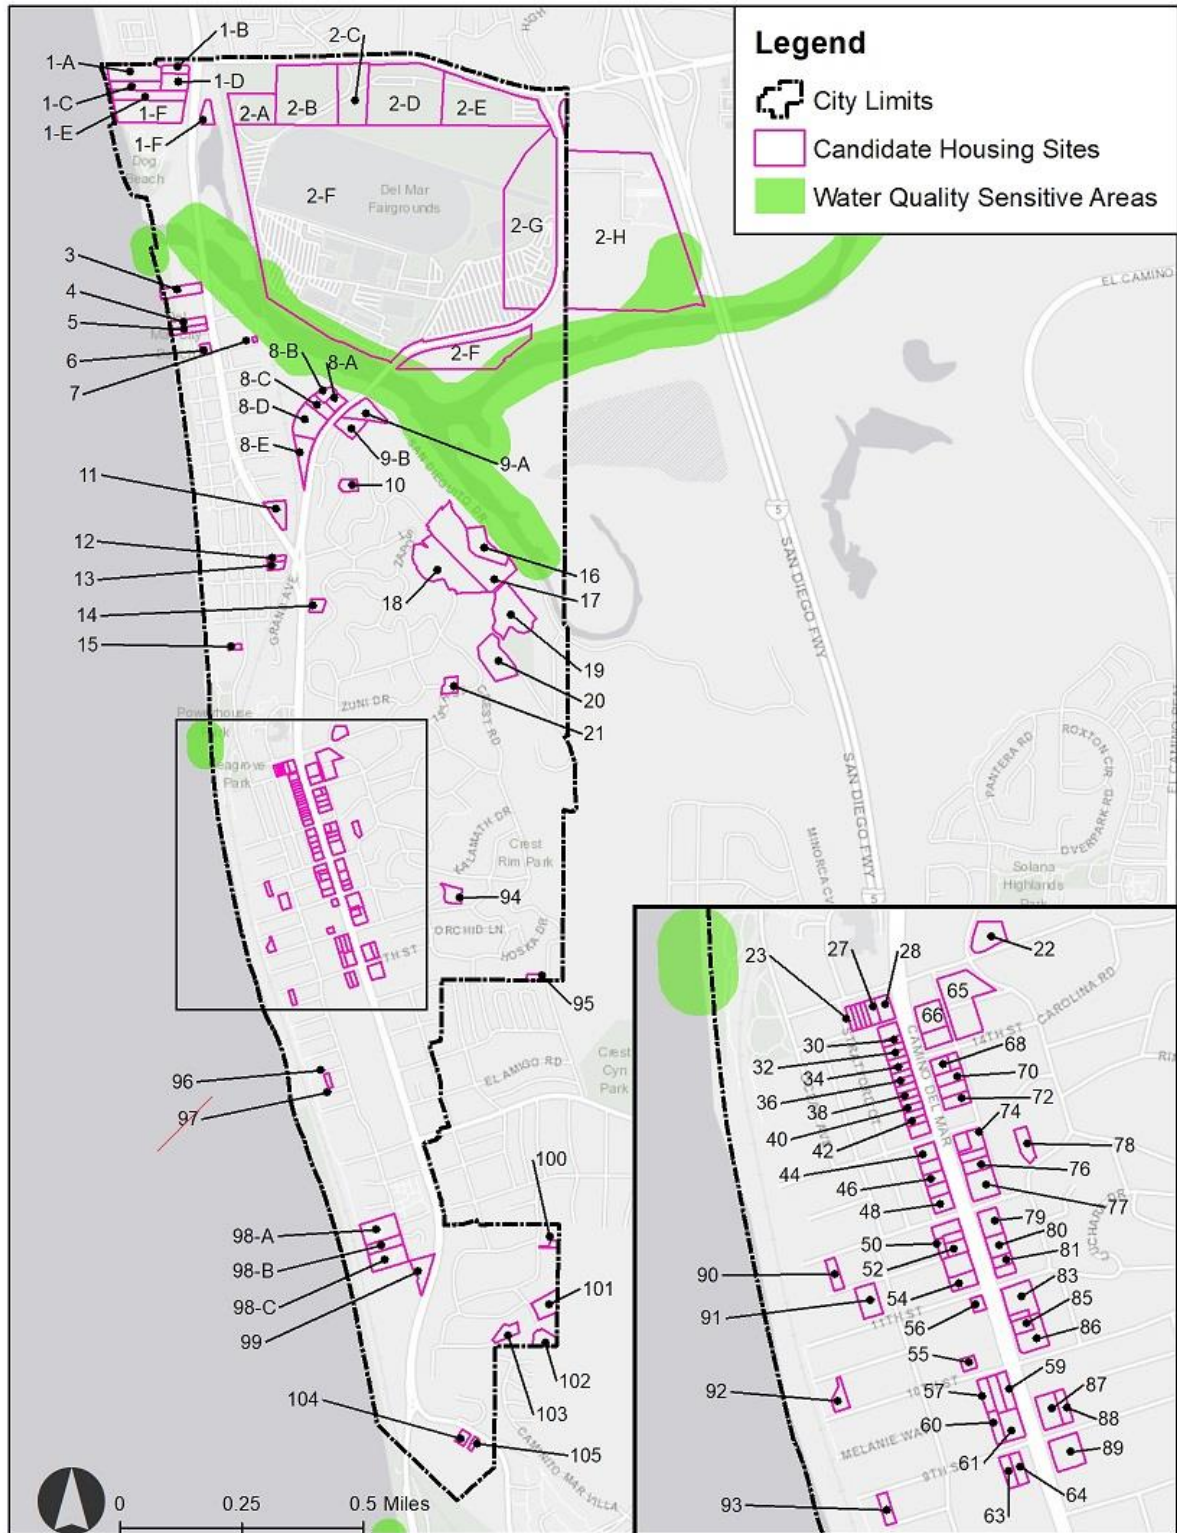 Legend
City Limits
Candidate Housing Sites
Water Quality Sensitive Areas
HIGH
1-A
1-B
1-C
1-D
1-E
1-F
1-F
2-A
2-B
2-C
2-D
2-E
2-F
2-G
2-H
2-F
Dog
Beach
Del Mar
Fairgrounds
EL CAMINO
3
4
5
6
7
8-B
8-A
8-C
8-D
8-E
9-B
9-A
SAN DIEGUITO DR
10
11
12
13
14
15
16
17
18
19
20
21
GRAND AVE
ZUNI DR
CREST RD
SAN DIEGO FWY
5
SAN DIEGO FWY
5
Powerhouse
Park
KLAMATH DR
Crest
Rim Park
MINORCA CV
PANTERA RD
ROXTON CIR
OVERPARK RD
Solana
Highlands
Park
94
ORCHID LN
HOSKA DR
95
EL AMIGO RD
Crest
Cyn
Park
96
97
98-A
98-B
98-C
99
100
101
102
103
104
105
CAMINITO MAR VILLA
0
0.25
0.5 Miles
22
23
27
28
30
32
34
36
38
40
42
44
46
48
50
52
54
56
55
57
59
60
61
63
64
65
66
68
70
72
74
76
77
78
79
80
81
83
85
86
87
88
89
90
91
92
93
CAROLINA RD
14TH ST
STRATFORD CT
CAMINO DEL MAR
11TH ST
10TH ST
MELANIE WAY
9TH ST